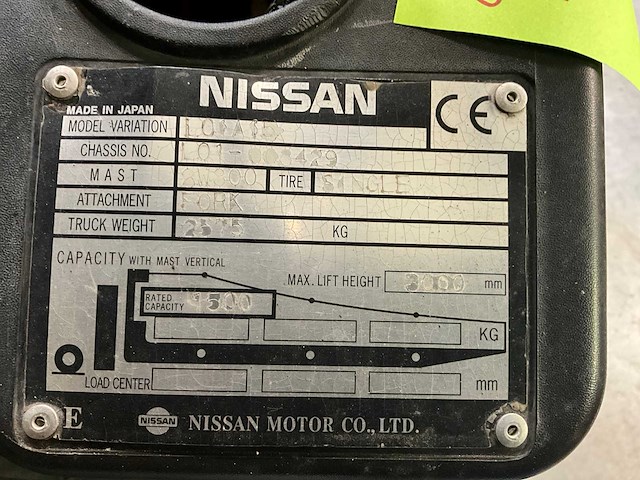 NISSAN
CE
MADE IN JAPAN
MODEL VARIATION
CHASSIS NO.
MAST TIRE SINGLE
ATTACHMENT FORK
TRUCK WEIGHT KG
CAPACITY WITH MAST VERTICAL
MAX. LIFT HEIGHT 3000 mm
RATED CAPACITY
KG
LOAD CENTER mm
E NISSAN NISSAN MOTOR CO., LTD.